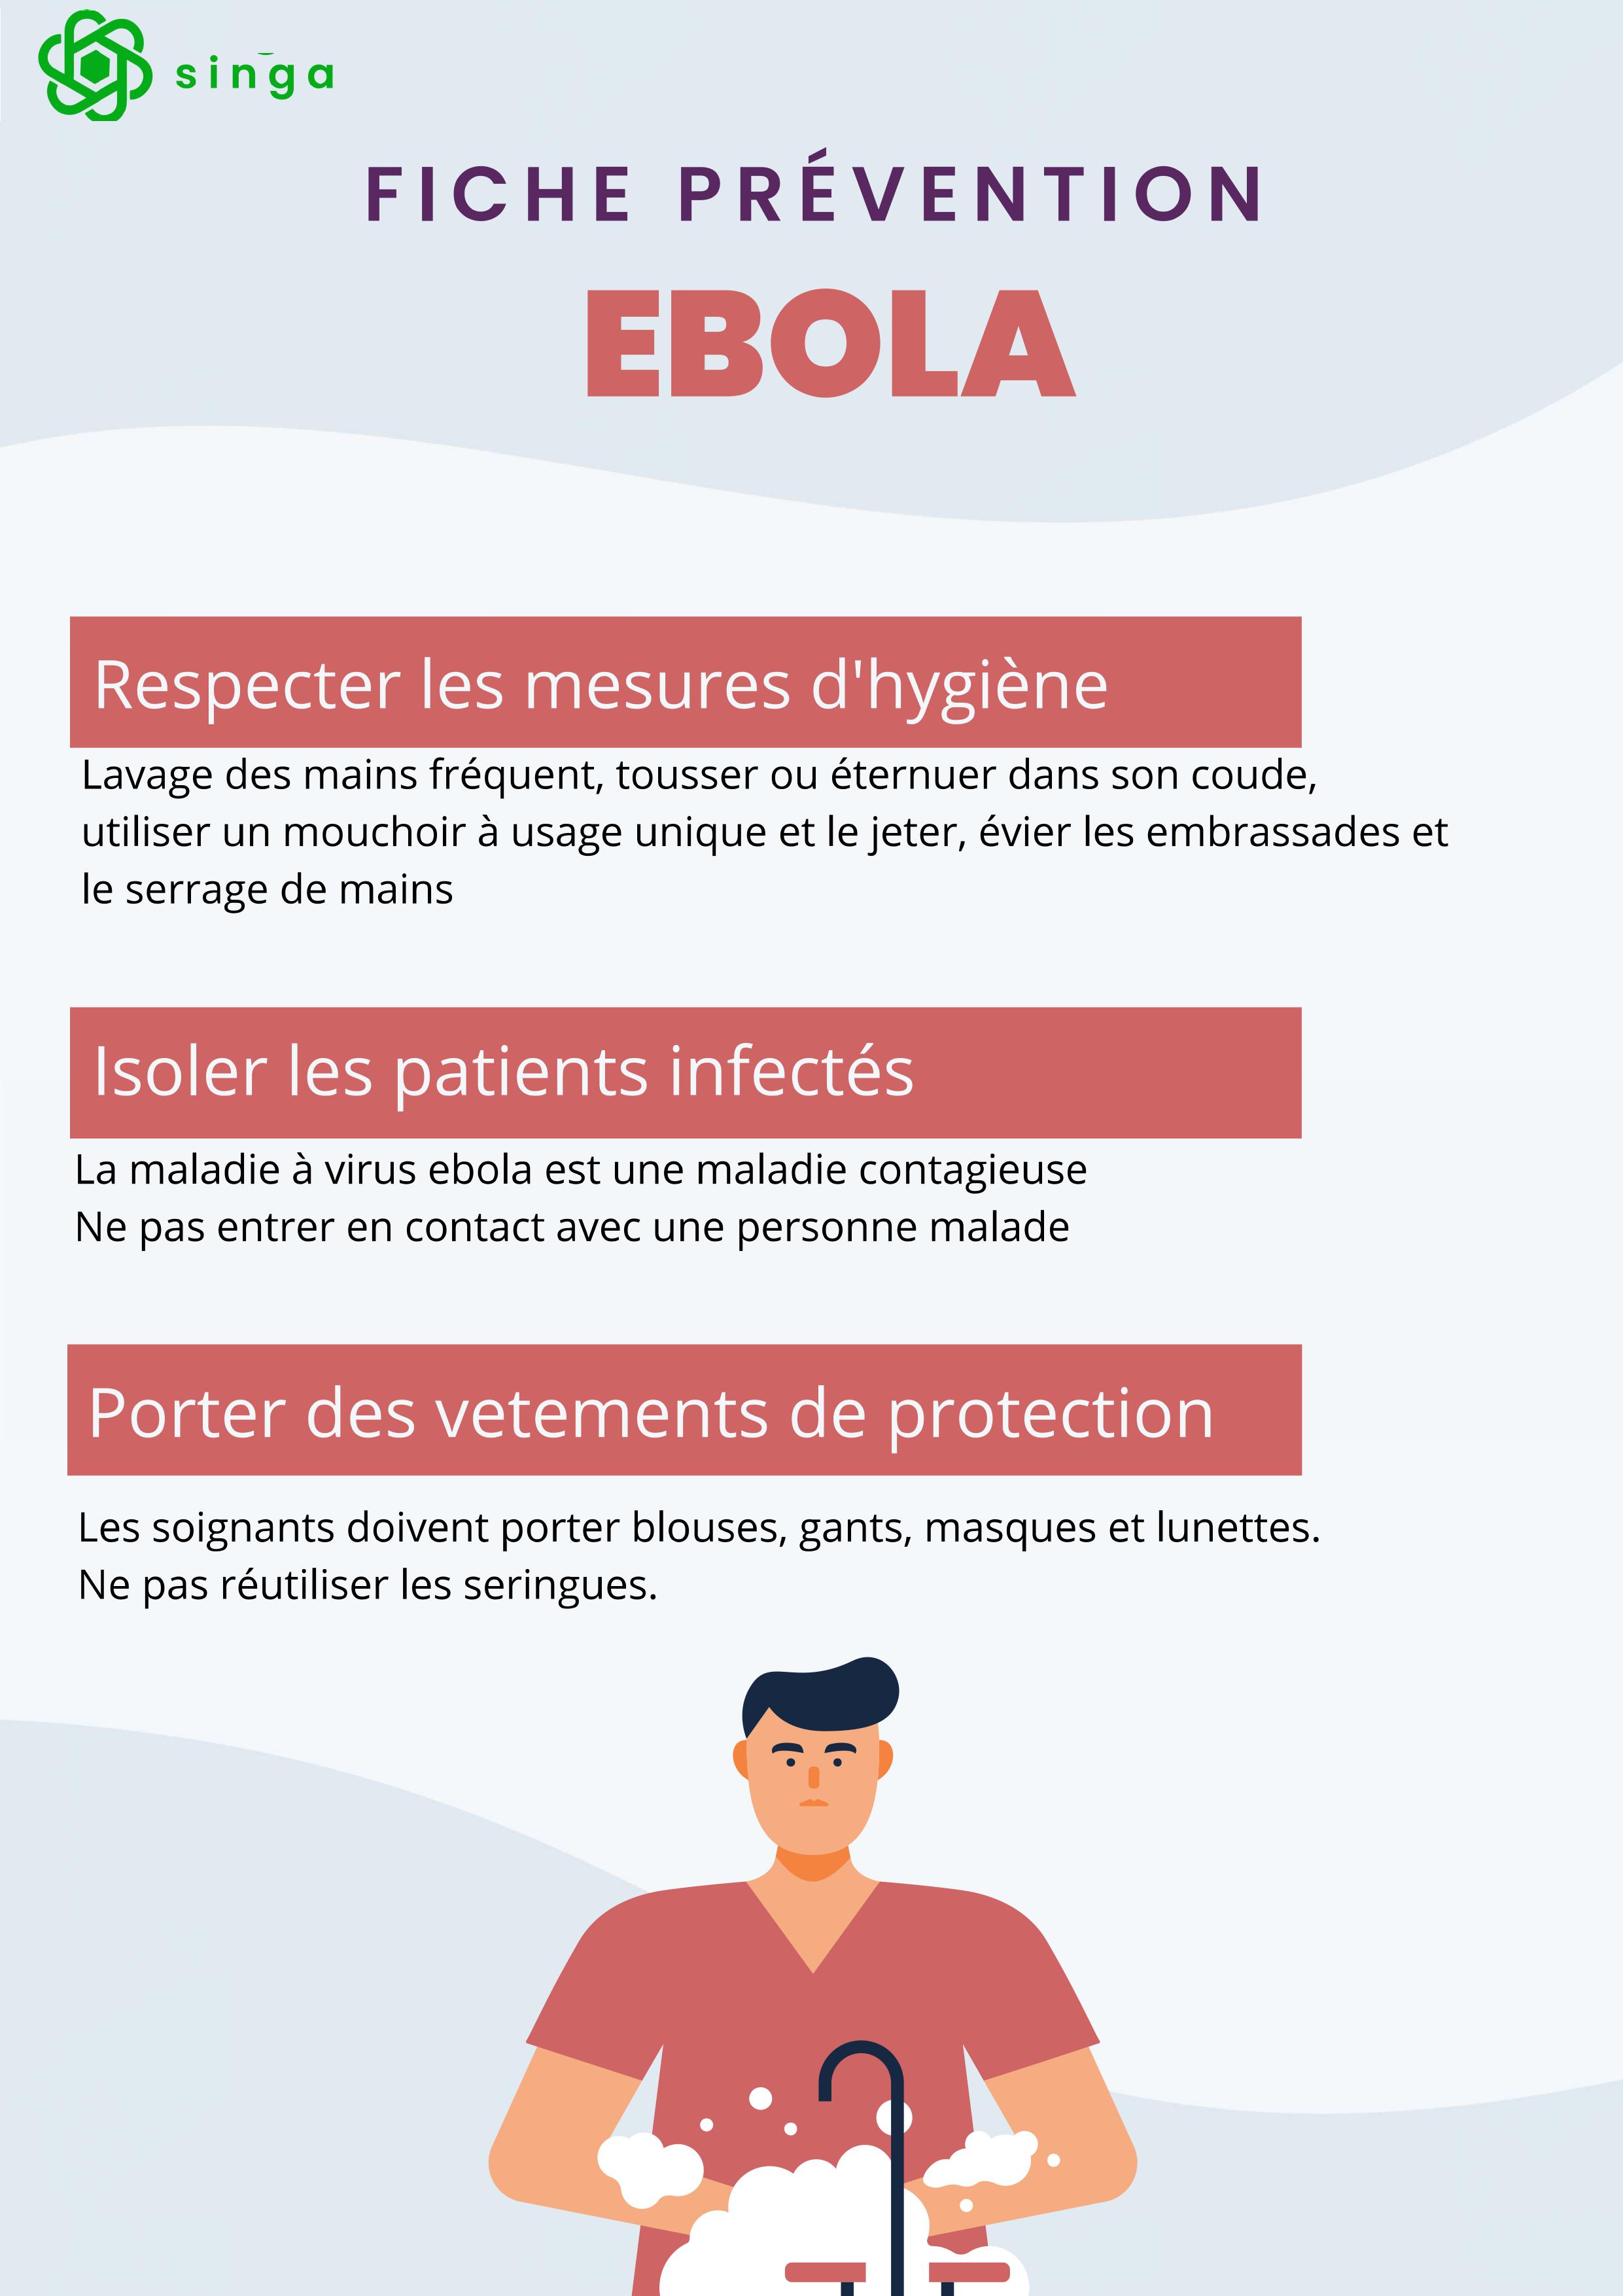 singa
FICHE PRÉVENTION
EBOLA
Respecter les mesures d'hygiène
Lavage des mains fréquent, tousser ou éternuer dans son coude,
utiliser un mouchoir à usage unique et le jeter, évier les embrassades et
le serrage de mains
Isoler les patients infectés
La maladie à virus ebola est une maladie contagieuse
Ne pas entrer en contact avec une personne malade
Porter des vetements de protection
Les soignants doivent porter blouses, gants, masques et lunettes.
Ne pas réutiliser les seringues.